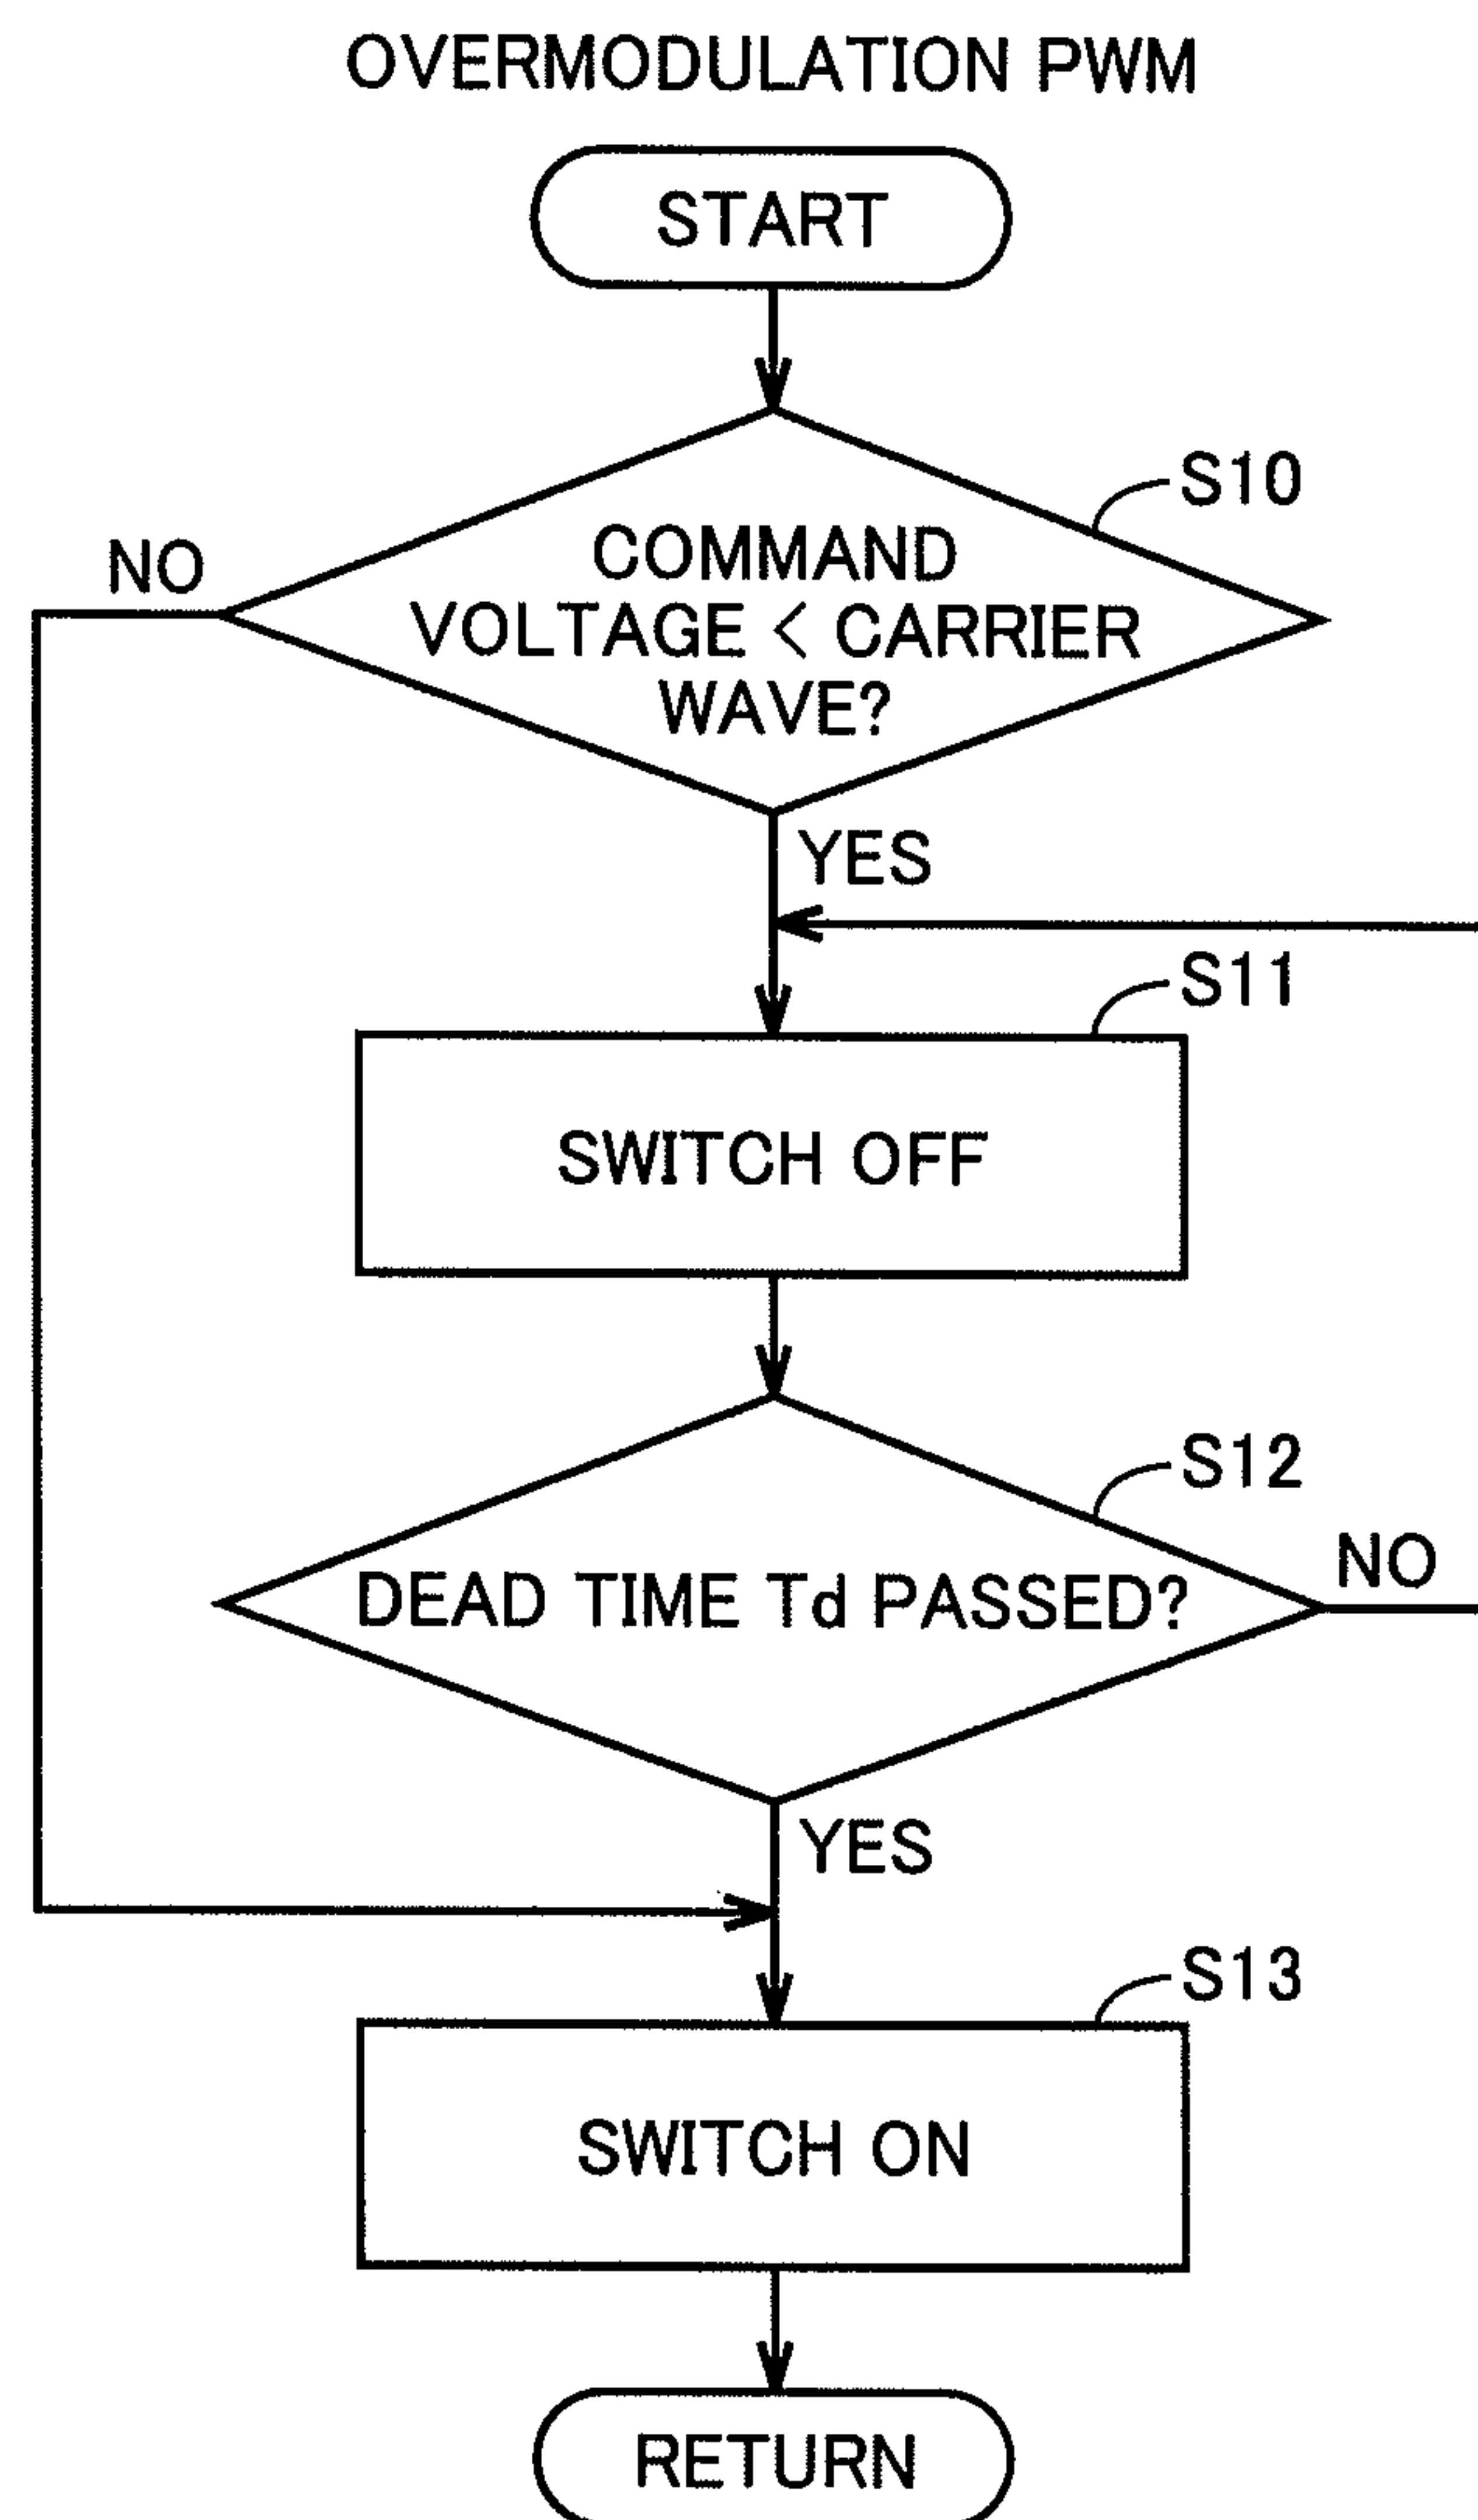 OVERMODULATION PWM
START
S10
NO
COMMAND
VOLTAGE < CARRIER
WAVE?
YES
S11
SWITCH OFF
S12
NO
DEAD TIME Td PASSED?
YES
S13
SWITCH ON
RETURN